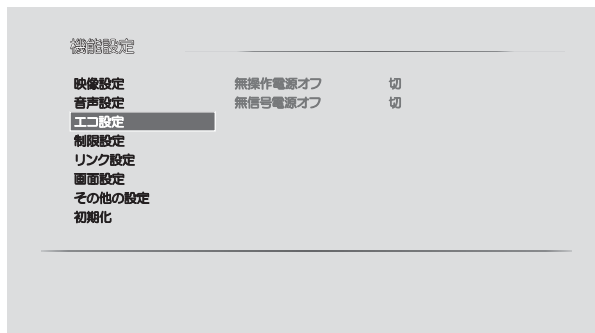 機能設定
映像設定 無操作電源オフ 切
音声設定 無信号電源オフ 切
エコ設定
制限設定
リンク設定
画面設定
その他の設定
初期化